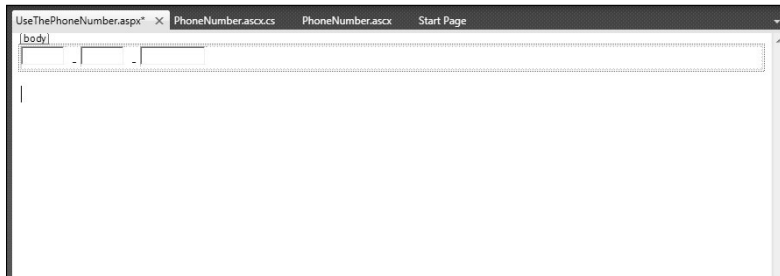 UseThePhoneNumber.aspx* × PhoneNumber.ascx.cs PhoneNumber.ascx Start Page
[body]
- -